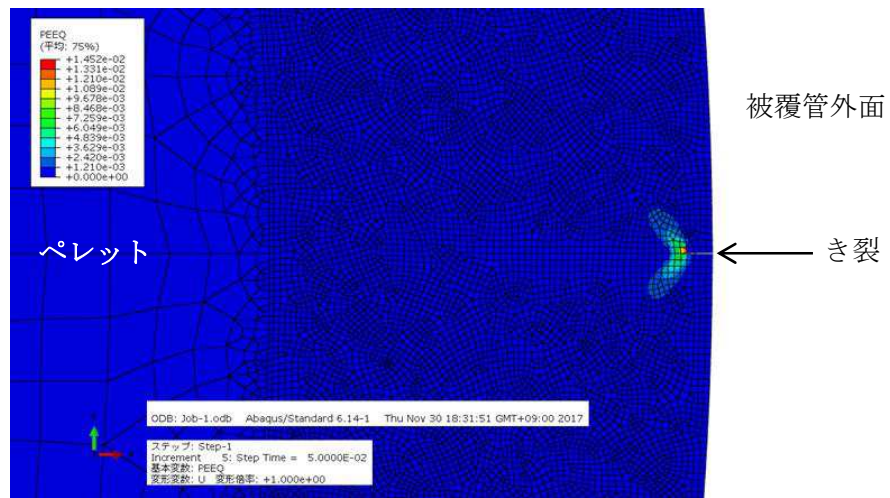 PEEQ
(平均: 75%)
+1.452e-02
+1.331e-02
+1.210e-02
+1.089e-02
+9.678e-03
+8.468e-03
+7.259e-03
+6.049e-03
+4.839e-03
+3.629e-03
+2.420e-03
+1.210e-03
+0.000e+00
被覆管外面
ペレット
き裂
ODB: Job-1.odb Abaqus/Standard 6.14-1 Thu Nov 30 18:31:51 GMT+09:00 2017
ステップ: Step-1
Increment 5: Step Time = 5.0000E-02
基本変数: PEEQ
変形変数: U 変形倍率: +1.000e+00